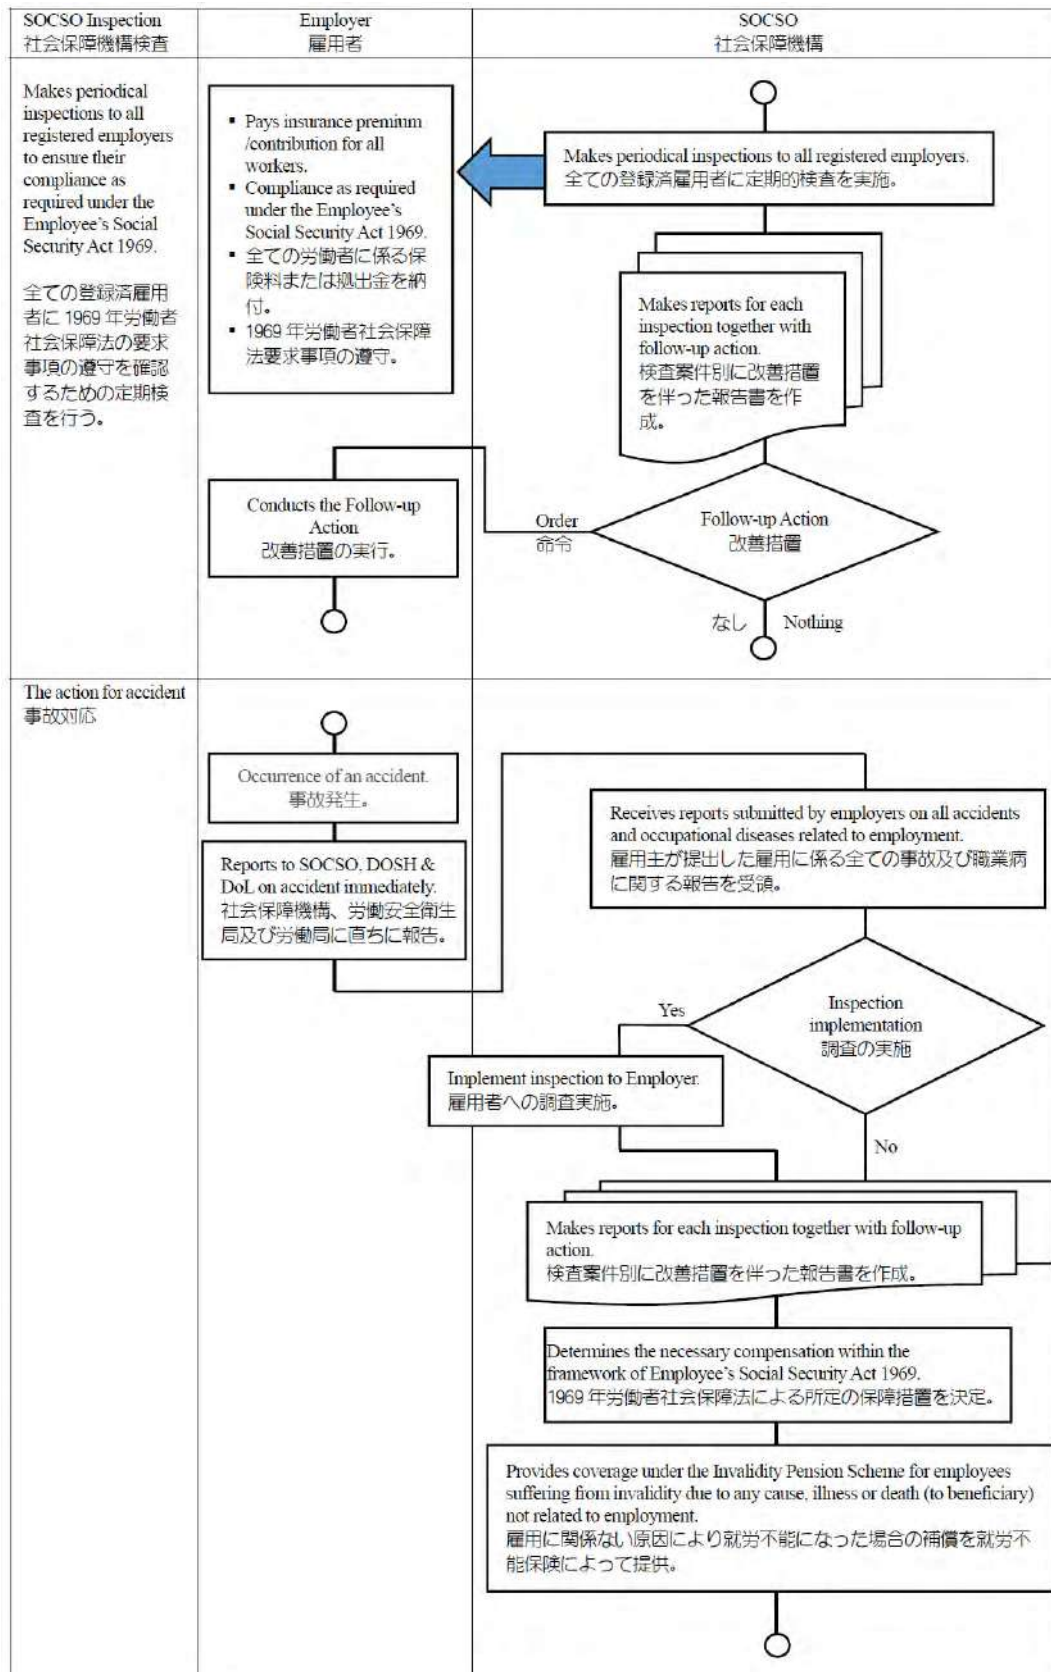 SOCSO Inspection
社会保障機構検査
Employer
雇用者
SOCSO
社会保障機構
Makes periodical
inspections to all
registered employers
to ensure their
compliance as
required under the
Employee's Social
Security Act 1969.
全ての登録済雇用
者に 1969 年労働者
社会保障法の要求
事項の遵守を確認
するための定期検
査を行う。
▪ Pays insurance premium
/contribution for all
workers.
▪ Compliance as required
under the Employee's
Social Security Act 1969.
▪ 全ての労働者に係る保
険料または拠出金を納
付。
▪ 1969 年労働者社会保障
法要求事項の遵守。
Makes periodical inspections to all registered employers.
全ての登録済雇用者に定期的検査を実施。
Makes reports for each
inspection together with
follow-up action.
検査案件別に改善措置
を伴った報告書を作
成。
Conducts the Follow-up
Action
改善措置の実行。
Order
命令
Follow-up Action
改善措置
なし Nothing
The action for accident
事故対応
Occurrence of an accident.
事故発生。
Reports to SOCSO, DOSH &
DoL on accident immediately.
社会保障機構、労働安全衛生
局及び労働局に直ちに報告。
Receives reports submitted by employers on all accidents
and occupational diseases related to employment.
雇用主が提出した雇用に係る全ての事故及び職業病
に関する報告を受領。
Yes
Inspection
implementation
調査の実施
Implement inspection to Employer.
雇用者への調査実施。
No
Makes reports for each inspection together with follow-up
action.
検査案件別に改善措置を伴った報告書を作成。
Determines the necessary compensation within the
framework of Employee's Social Security Act 1969.
1969 年労働者社会保障法による所定の保障措置を決定。
Provides coverage under the Invalidity Pension Scheme for employees
suffering from invalidity due to any cause, illness or death (to beneficiary)
not related to employment.
雇用に関係ない原因により就労不能になった場合の補償を就労不
能保険によって提供。